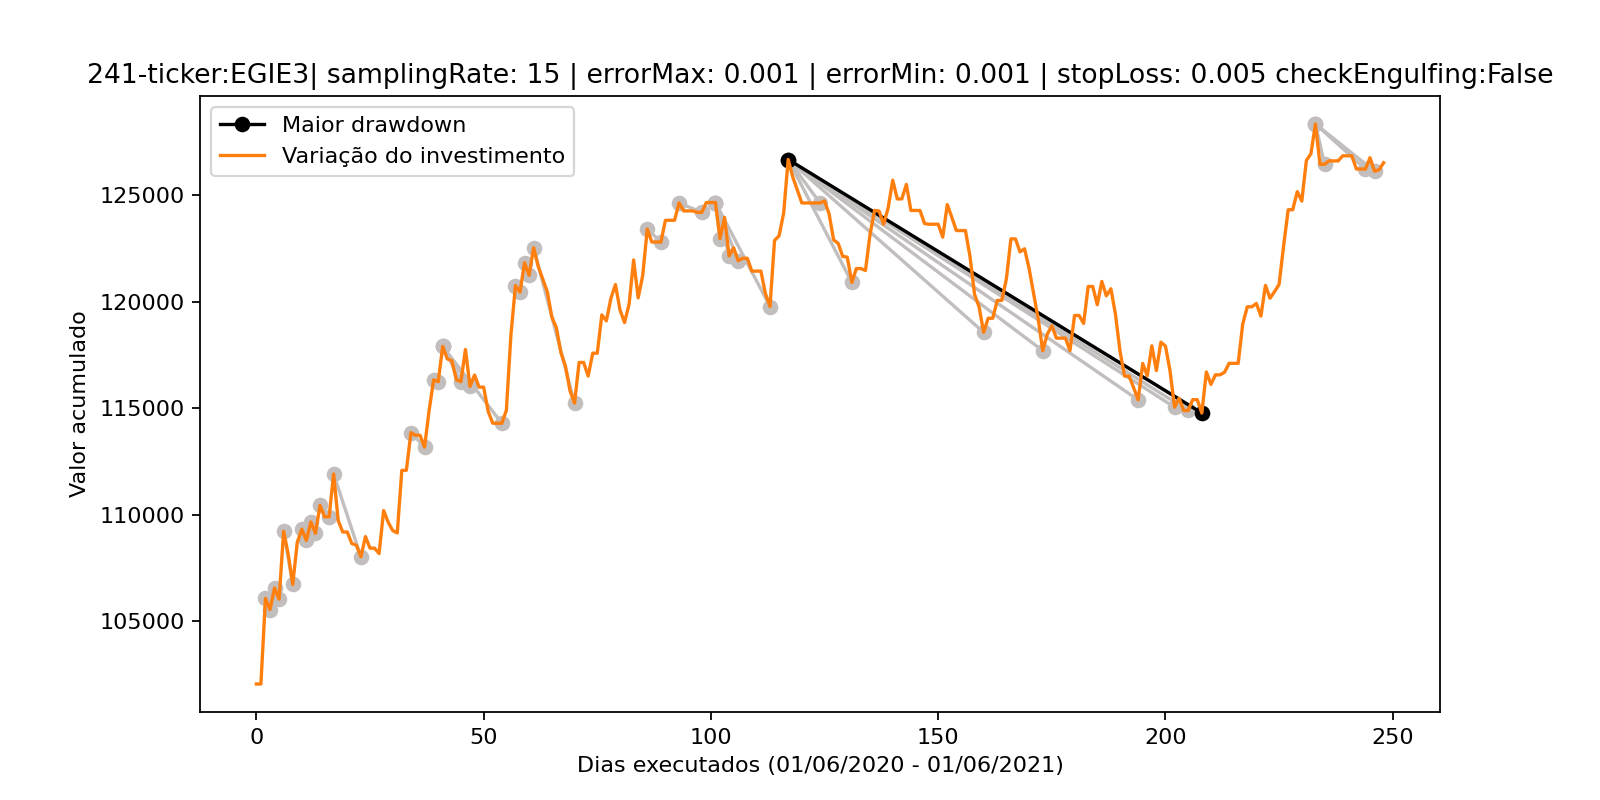 241-ticker:EGIE3| samplingRate: 15 | errorMax: 0.001 | errorMin: 0.001 | stopLoss: 0.005 checkEngulfing:False
Maior drawdown
Variação do investimento
Valor acumulado
125000
120000
115000
110000
105000
0 50 100 150 200 250
Dias executados (01/06/2020 - 01/06/2021)